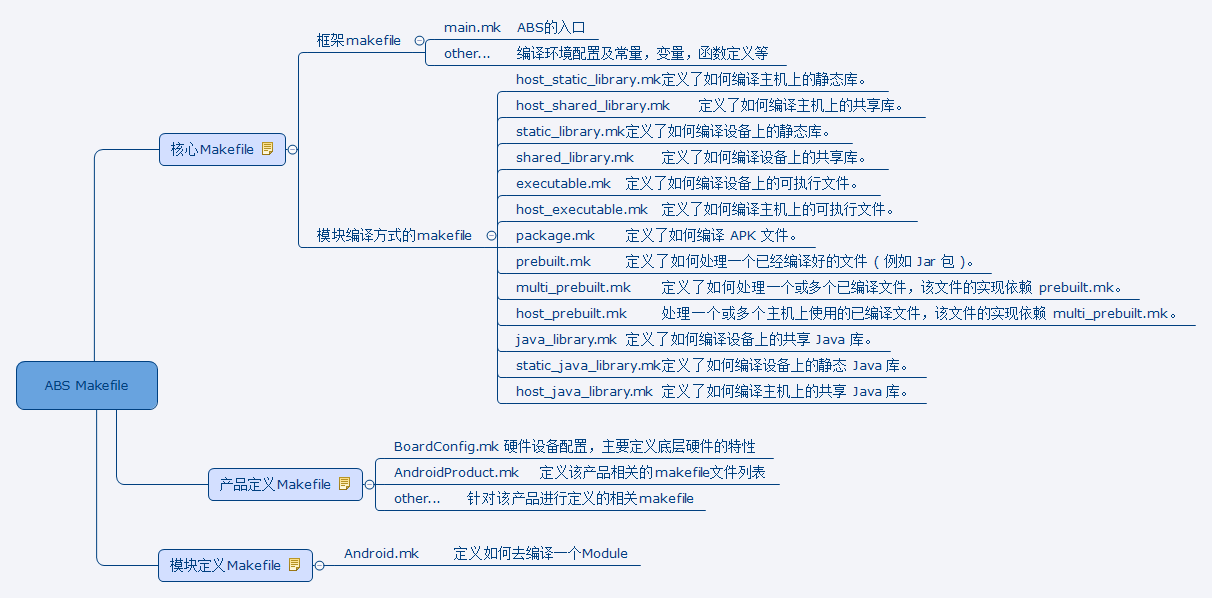 框架makefile
main.mk ABS的入口
other... 编译环境配置及常量，变量，函数定义等
核心Makefile
模块编译方式的makefile
host_static_library.mk定义了如何编译主机上的静态库。
host_shared_library.mk 定义了如何编译主机上的共享库。
static_library.mk定义了如何编译设备上的静态库。
shared_library.mk 定义了如何编译设备上的共享库。
executable.mk 定义了如何编译设备上的可执行文件。
host_executable.mk 定义了如何编译主机上的可执行文件。
package.mk 定义了如何编译 APK 文件。
prebuilt.mk 定义了如何处理一个已经编译好的文件 ( 例如 Jar 包 )。
multi_prebuilt.mk 定义了如何处理一个或多个已编译文件，该文件的实现依赖 prebuilt.mk。
host_prebuilt.mk 处理一个或多个主机上使用的已编译文件，该文件的实现依赖 multi_prebuilt.mk。
java_library.mk 定义了如何编译设备上的共享 Java 库。
static_java_library.mk定义了如何编译设备上的静态 Java 库。
host_java_library.mk 定义了如何编译主机上的共享 Java 库。
ABS Makefile
产品定义Makefile
BoardConfig.mk 硬件设备配置，主要定义底层硬件的特性
AndroidProduct.mk 定义该产品相关的makefile文件列表
other... 针对该产品进行定义的相关makefile
模块定义Makefile
Android.mk 定义如何去编译一个Module